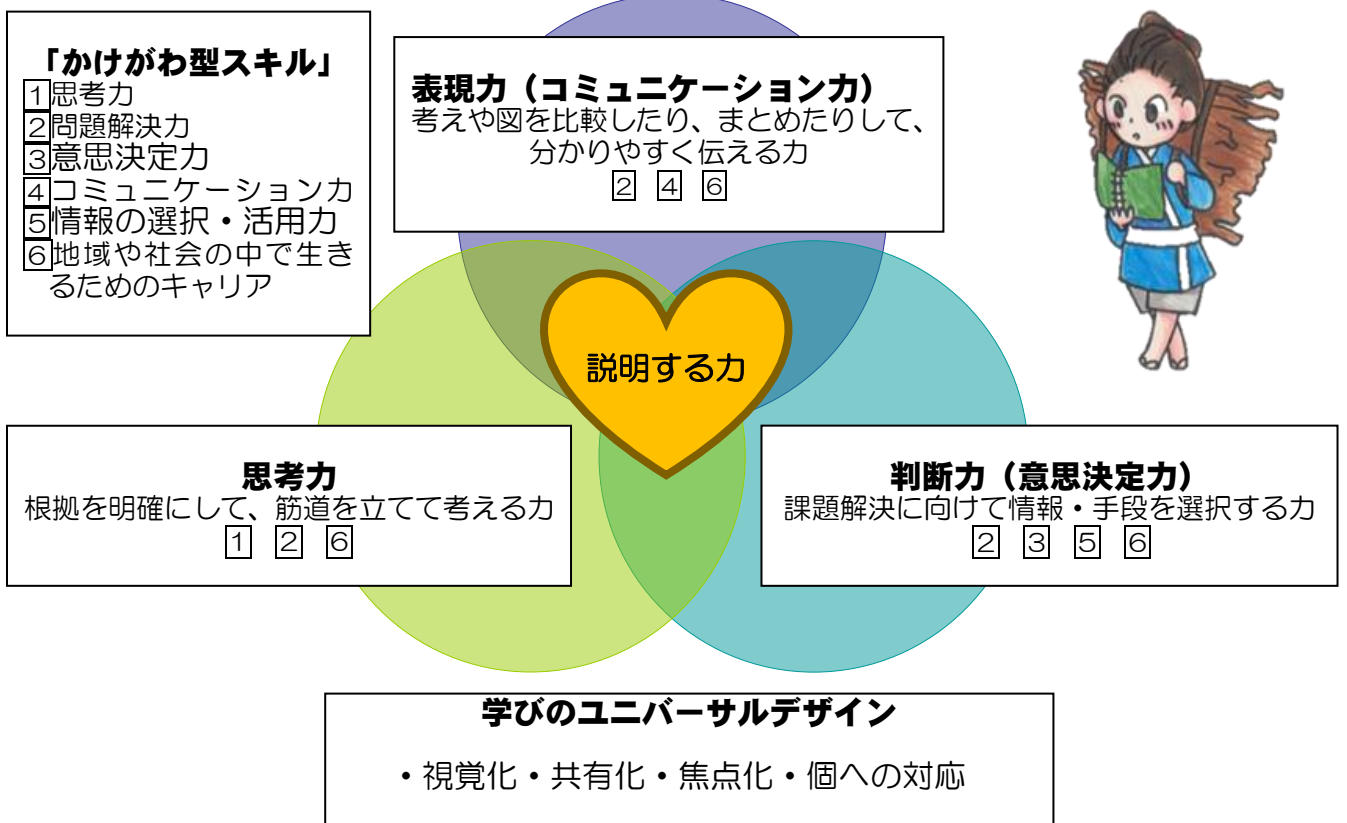 「かけがわ型スキル」
1思考力
2問題解決力
3意思決定力
4コミュニケーション力
5情報の選択・活用力
6地域や社会の中で生き
るためのキャリア
表現力（コミュニケーション力）
考えや図を比較したり、まとめたりして、
分かりやすく伝える力
2 4 6
説明する力
思考力
根拠を明確にして、筋道を立てて考える力
1 2 6
判断力（意思決定力）
課題解決に向けて情報・手段を選択する力
2 3 5 6
学びのユニバーサルデザイン
・視覚化・共有化・焦点化・個への対応